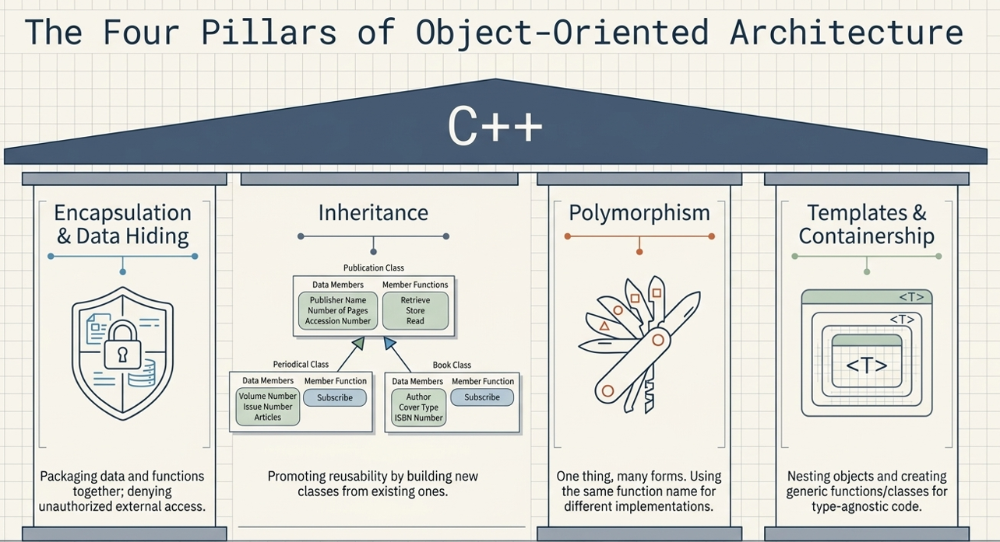 The Four Pillars of Object-Oriented Architecture
C++
Encapsulation
& Data Hiding
Packaging data and functions
together; denying
unauthorized external access.
Inheritance
Publication Class
Data Members
Publisher Name
Number of Pages
Accession Number
Member Functions
Retrieve
Store
Read
Periodical Class
Data Members
Volume Number
Issue Number
Articles
Member Function
Subscribe
Book Class
Data Members
Author
Cover Type
ISBN Number
Member Function
Subscribe
Promoting reusability by building new
classes from existing ones.
Polymorphism
One thing, many forms. Using
the same function name for
different implementations.
Templates &
Containership
<T>
<T>
<T>
Nesting objects and creating
generic functions/classes for
type-agnostic code.